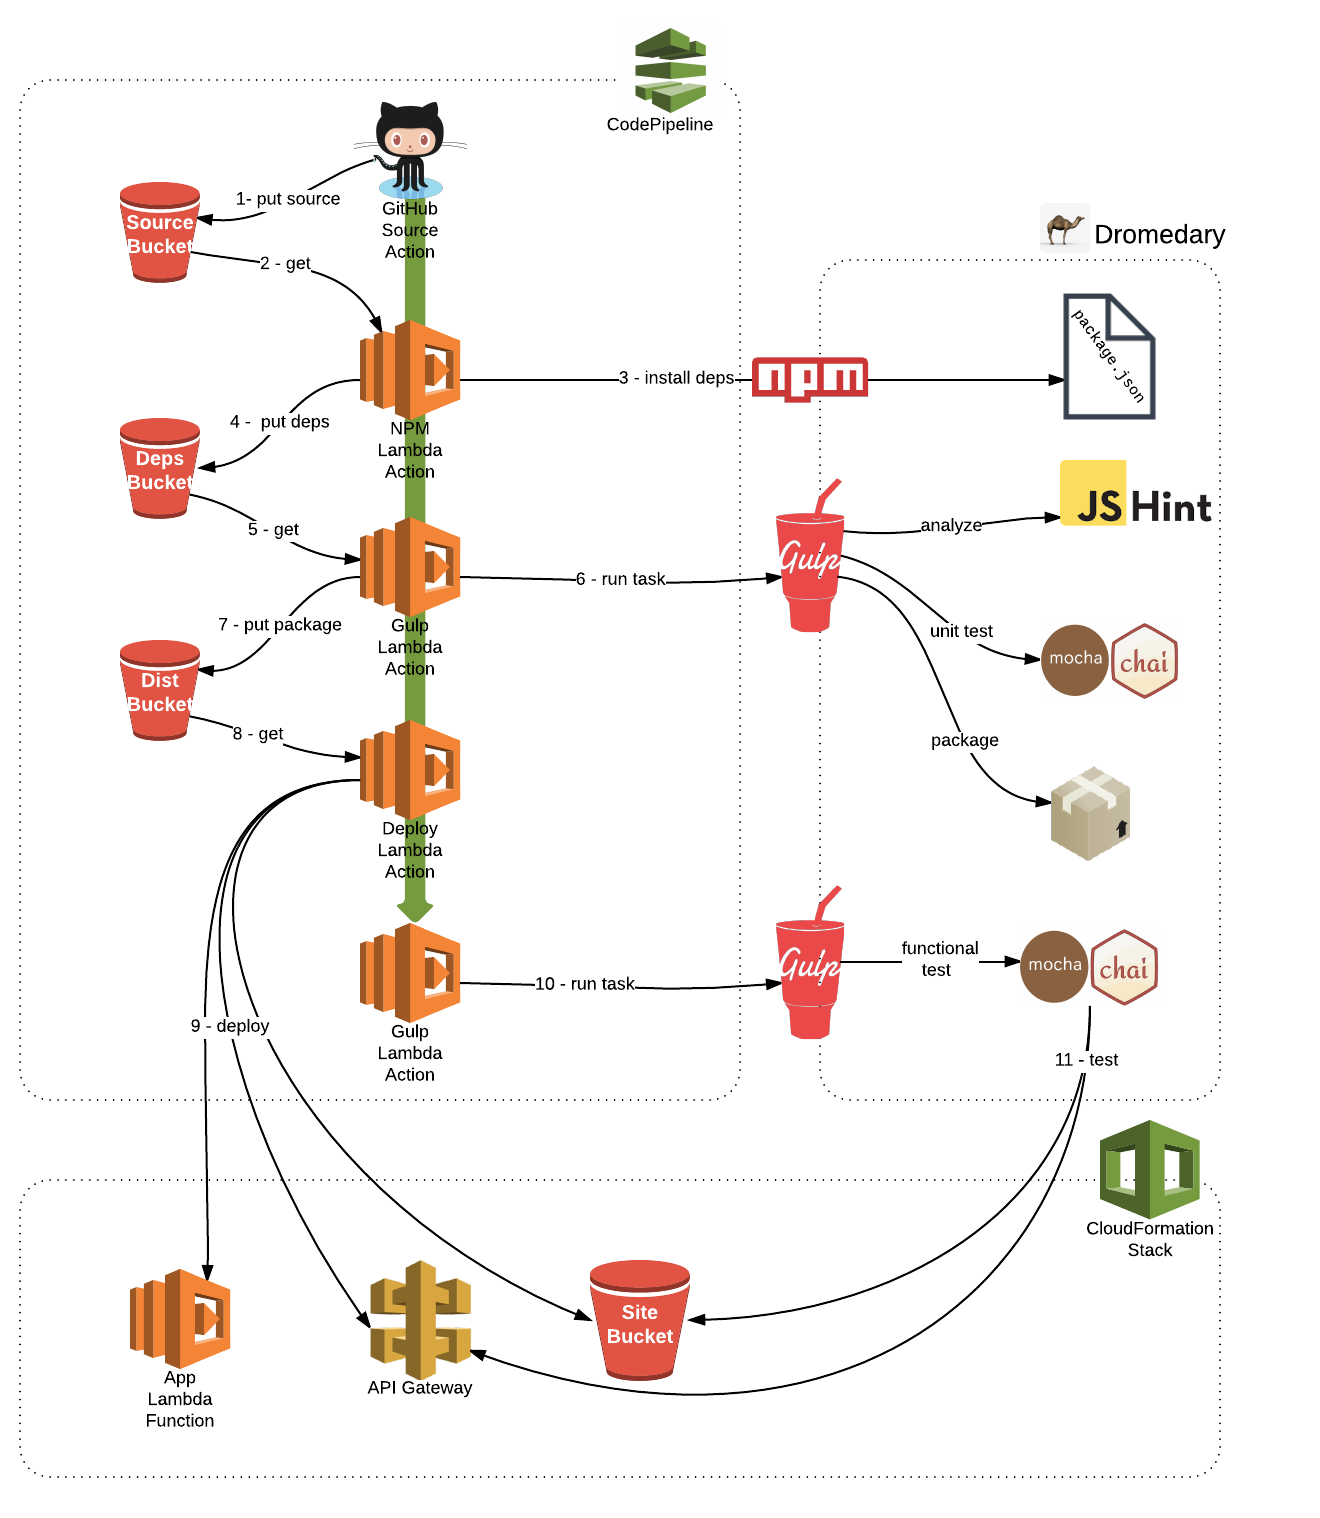 CodePipeline
GitHub
Source
Action
1- put source
Source
Bucket
2 - get
Dromedary
package.json
3 - install deps
npm
NPM
Lambda
Action
4 -  put deps
Deps
Bucket
5 - get
JSHint
analyze
Gulp
6 - run task
Gulp
Lambda
Action
7 - put package
unit test
mocha
chai
Dist
Bucket
8 - get
package
Deploy
Lambda
Action
Gulp
functional
test
mocha
chai
10 - run task
9 - deploy
Gulp
Lambda
Action
11 - test
CloudFormation
Stack
Site
Bucket
App
Lambda
Function
API Gateway